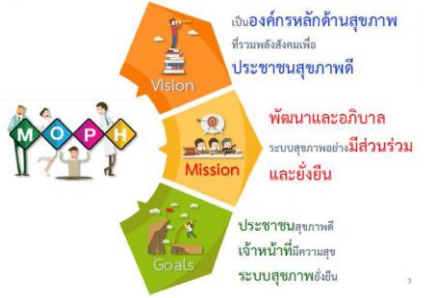 เป็นองค์กรหลักด้านสุขภาพ
ที่รวมพลังสังคมเพื่อ
ประชาชนสุขภาพดี
Vision
MOPH
พัฒนาและอภิบาล
ระบบสุขภาพอย่างมีส่วนร่วม
และยั่งยืน
Mission
ประชาชนสุขภาพดี
เจ้าหน้าที่มีความสุข
ระบบสุขภาพยั่งยืน
Goals
3